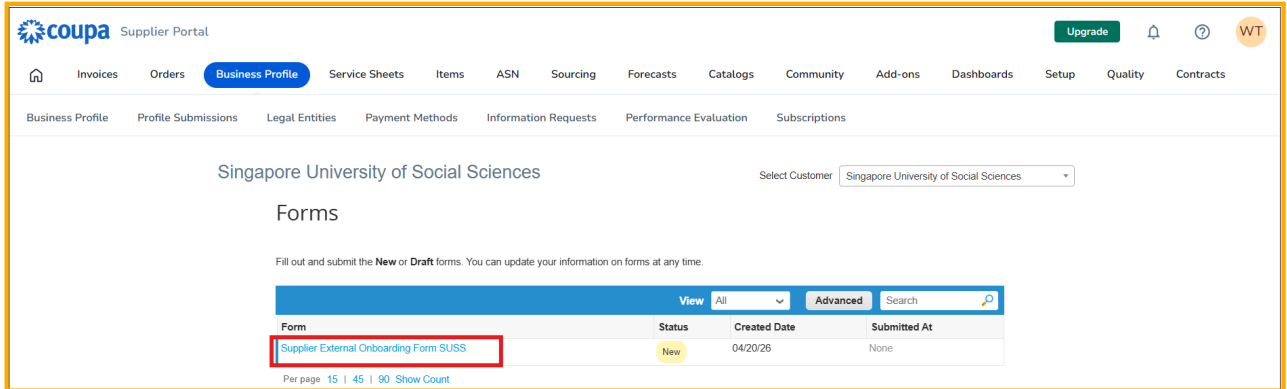 coupa Supplier Portal Upgrade WT
Invoices Orders Business Profile Service Sheets Items ASN Sourcing Forecasts Catalogs Community Add-ons Dashboards Setup Quality Contracts
Business Profile Profile Submissions Legal Entities Payment Methods Information Requests Performance Evaluation Subscriptions
Singapore University of Social Sciences Select Customer Singapore University of Social Sciences
Forms
Fill out and submit the New or Draft forms. You can update your information on forms at any time.
View All Advanced Search
Form Status Created Date Submitted At
Supplier External Onboarding Form SUSS New 04/20/26 None
Per page 15 | 45 | 90 Show Count